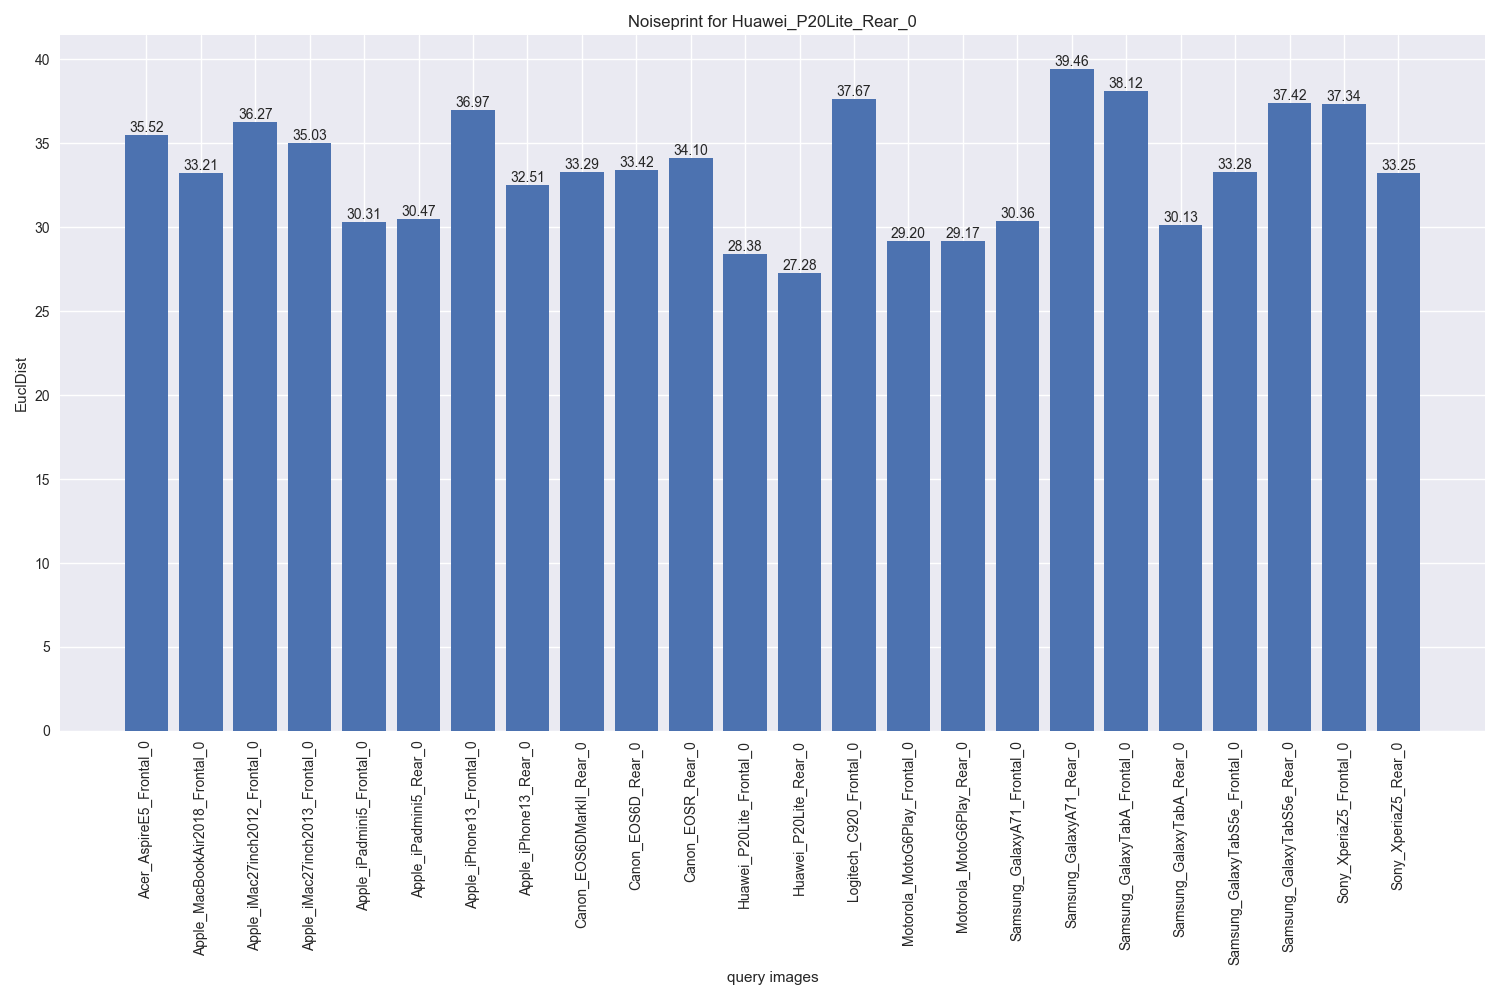 Noiseprint for Huawei_P20Lite_Rear_0
EuclDist
40
35
30
25
20
15
10
5
0
35.52
33.21
36.27
35.03
30.31
30.47
36.97
32.51
33.29
33.42
34.10
28.38
27.28
37.67
29.20
29.17
30.36
39.46
38.12
30.13
33.28
37.42
37.34
33.25
Acer_AspireE5_Frontal_0
Apple_MacBookAir2018_Frontal_0
Apple_iMac27inch2012_Frontal_0
Apple_iMac27inch2013_Frontal_0
Apple_iPadmini5_Frontal_0
Apple_iPadmini5_Rear_0
Apple_iPhone13_Frontal_0
Apple_iPhone13_Rear_0
Canon_EOS6DMarkII_Rear_0
Canon_EOS6D_Rear_0
Canon_EOSR_Rear_0
Huawei_P20Lite_Frontal_0
Huawei_P20Lite_Rear_0
Logitech_C920_Frontal_0
Motorola_MotoG6Play_Frontal_0
Motorola_MotoG6Play_Rear_0
Samsung_GalaxyA71_Frontal_0
Samsung_GalaxyA71_Rear_0
Samsung_GalaxyTabA_Frontal_0
Samsung_GalaxyTabA_Rear_0
Samsung_GalaxyTabS5e_Frontal_0
Samsung_GalaxyTabS5e_Rear_0
Sony_XperiaZ5_Frontal_0
Sony_XperiaZ5_Rear_0
query images